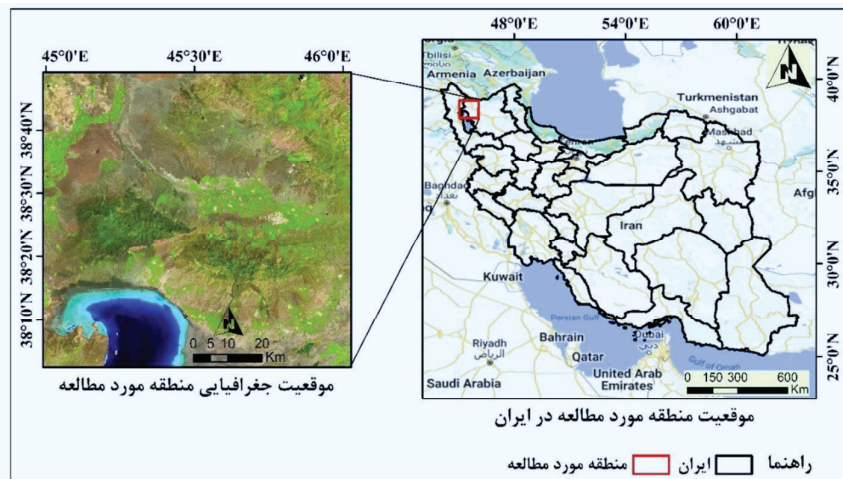 45°0'E 45°30'E 46°0'E
38°40'N
38°30'N
38°20'N
38°10'N
N
0 5 10 20
Km
موقعیت جغرافیایی منطقه مورد مطالعه
48°0'E 54°0'E 60°0'E
40°0'N
35°0'N
30°0'N
25°0'N
N
Tbilisi
Armenia Azerbaijan
Turkmenistan
Ashgabat
Mashhad
مشهد
Baghdad
بغداد
Iran
Kuwait
Persian Gulf
Bahrain
Qatar
Dubai
دبي
Riyadh
الرياض
Saudi Arabia
United Arab
Emirates
Gulf of Oman
0 150 300 600
Km
موقعیت منطقه مورد مطالعه در ایران
راهنما ایران منطقه مورد مطالعه